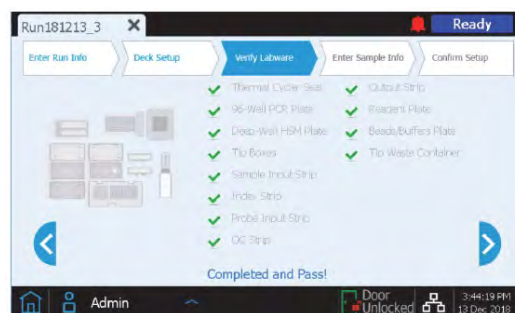 Run181213_3
Ready
Enter Run Info
Deck Setup
Verify Labware
Enter Sample Info
Confirm Setup
Thermal Cycler Seal
96-Well PCR Plate
Deep-Well HSM Plate
Tip Boxes
Sample Input Strip
Index Strip
Probe Input Strip
QC Strip
Output Strip
Reagent Plate
Beads/Buffers Plate
Tip Waste Container
Completed and Pass!
Admin
Door
Unlocked
3:44:19 PM
13 Dec 2018